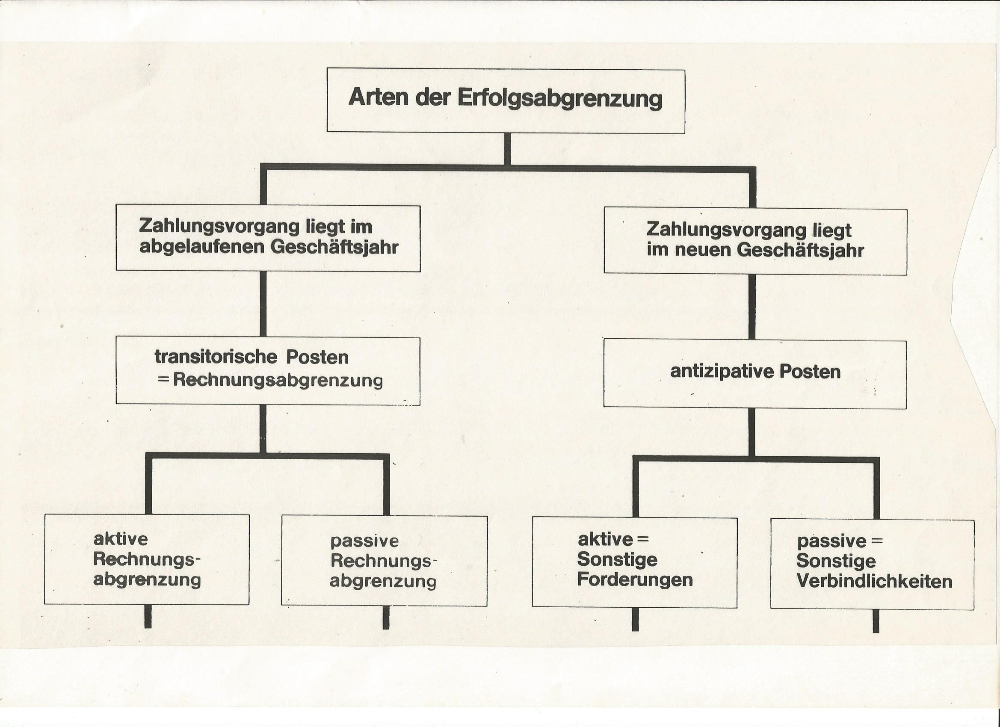 Arten der Erfolgsabgrenzung
Zahlungsvorgang liegt im
abgelaufenen Geschäftsjahr
Zahlungsvorgang liegt
im neuen Geschäftsjahr
transitorische Posten
= Rechnungsabgrenzung
antizipative Posten
aktive
Rechnungs-
abgrenzung
passive
Rechnungs-
abgrenzung
aktive =
Sonstige
Forderungen
passive =
Sonstige
Verbindlichkeiten